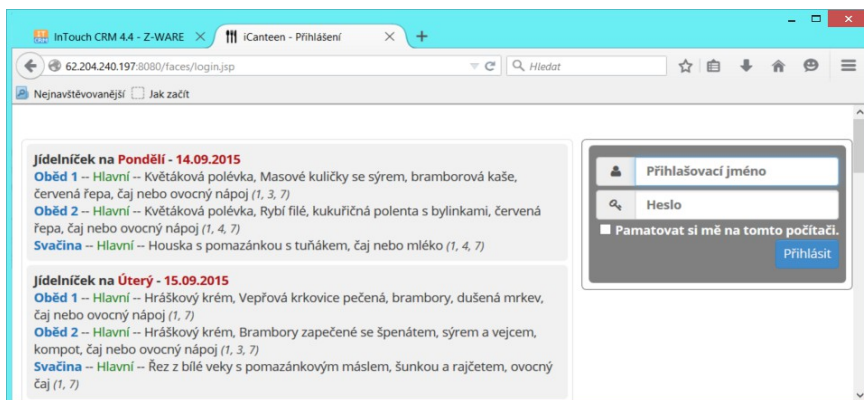 InTouch CRM 4.4 - Z-WARE
iCanteen - Přihlášení
62.204.240.197:8080/faces/login.jsp
Hledat
Nejnavštěvovanější
Jak začít
Jídelníček na Pondělí - 14.09.2015
Oběd 1 -- Hlavní -- Květáková polévka, Masové kuličky se sýrem, bramborová kaše,
červená řepa, čaj nebo ovocný nápoj (1, 3, 7)
Oběd 2 -- Hlavní -- Květáková polévka, Rybí filé, kukuřičná polenta s bylinkami, červená
řepa, čaj nebo ovocný nápoj (1, 4, 7)
Svačina -- Hlavní -- Houska s pomazánkou s tuňákem, čaj nebo mléko (1, 4, 7)
Jídelníček na Úterý - 15.09.2015
Oběd 1 -- Hlavní -- Hráškový krém, Vepřová krkovice pečená, brambory, dušená mrkev,
čaj nebo ovocný nápoj (1, 7)
Oběd 2 -- Hlavní -- Hráškový krém, Brambory zapečené se špenátem, sýrem a vejcem,
kompot, čaj nebo ovocný nápoj (1, 3, 7)
Svačina -- Hlavní -- Řez z bílé veky s pomazánkovým máslem, šunkou a rajčetem, ovocný
čaj (1, 7)
Přihlašovací jméno
Heslo
Pamatovat si mě na tomto počítači.
Přihlásit